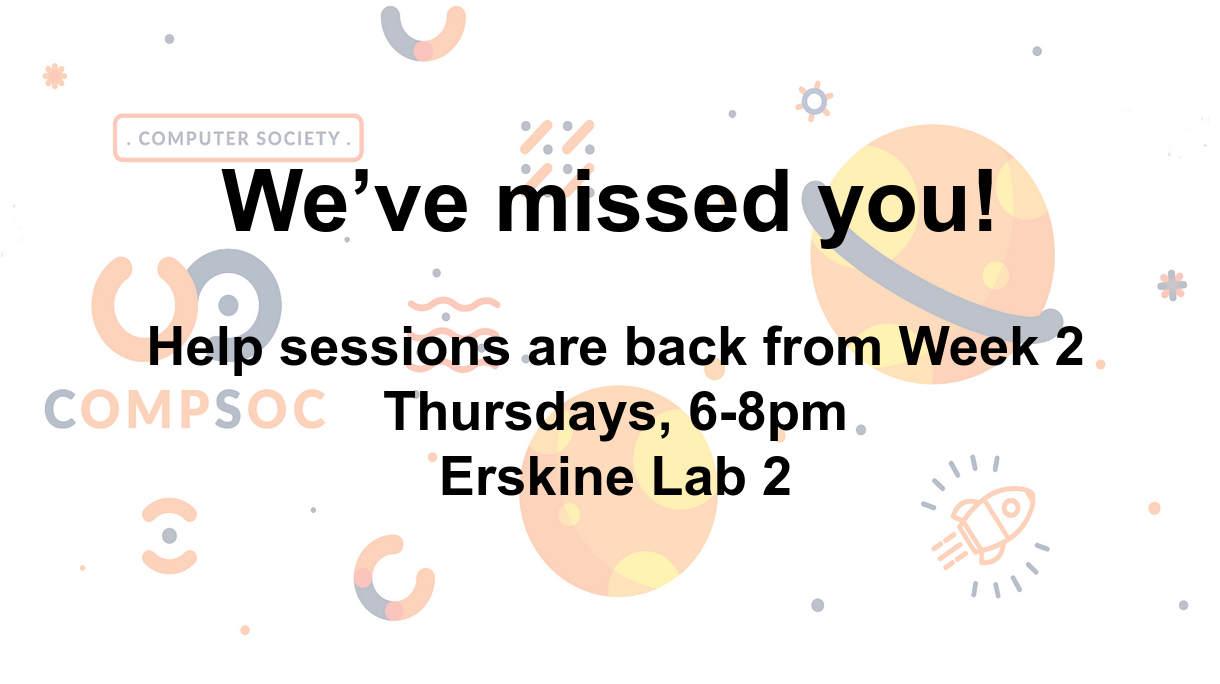 . COMPUTER SOCIETY .
We’ve missed you!
Help sessions are back from Week 2
COMPSOC
Thursdays, 6-8pm
Erskine Lab 2